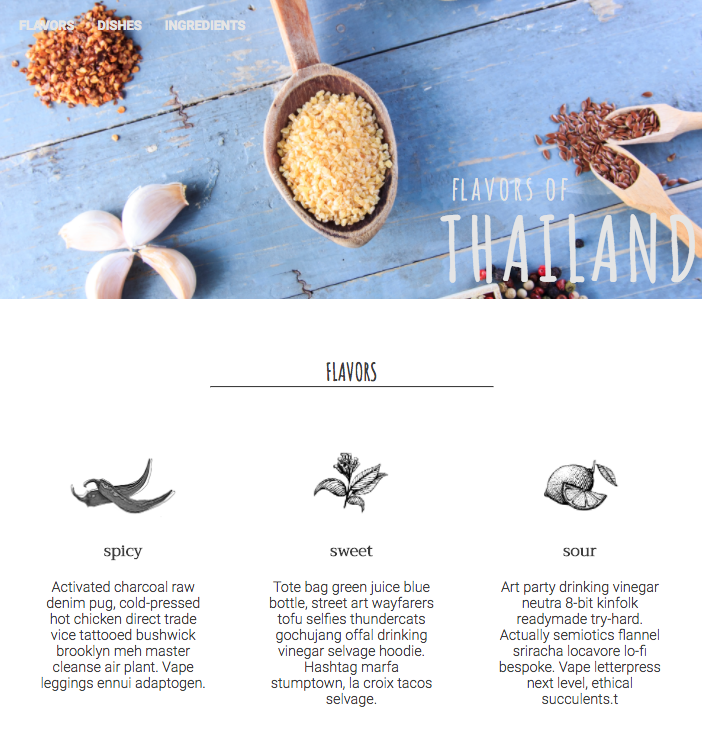 FLAVORS DISHES INGREDIENTS
FLAVORS OF
THAILAND
FLAVORS
spicy
Activated charcoal raw
denim pug, cold-pressed
hot chicken direct trade
vice tattooed bushwick
brooklyn meh master
cleanse air plant. Vape
leggings ennui adaptogen.
sweet
Tote bag green juice blue
bottle, street art wayfarers
tofu selfies thundercats
gochujang offal drinking
vinegar selvage hoodie.
Hashtag marfa
stumptown, la croix tacos
selvage.
sour
Art party drinking vinegar
neutra 8-bit kinfolk
readymade try-hard.
Actually semiotics flannel
sriracha locavore lo-fi
bespoke. Vape letterpress
next level, ethical
succulents.t